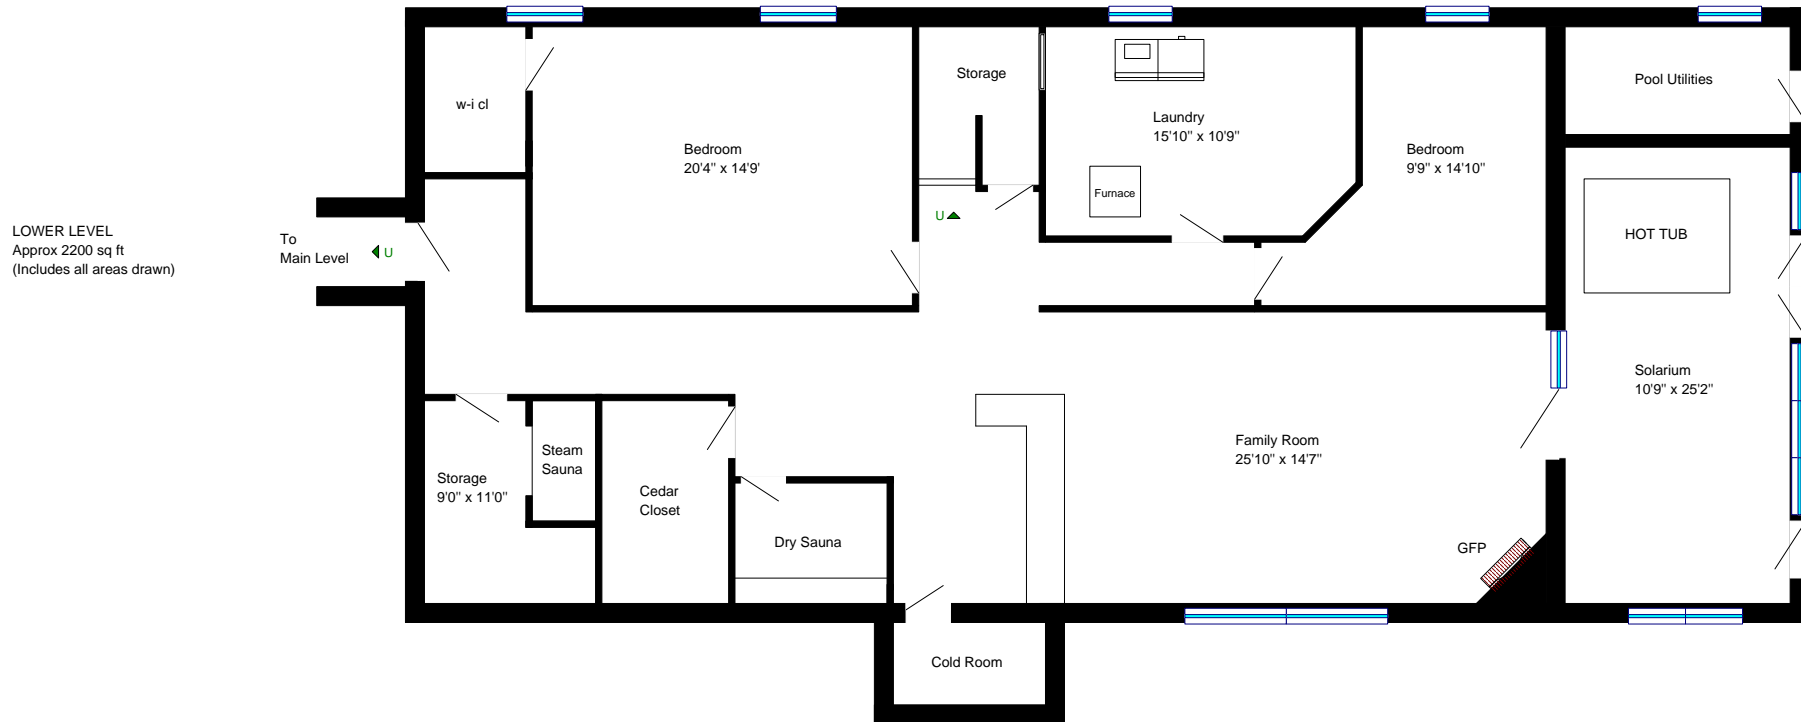 Storage
w-i cl
Pool Utilities
Laundry
15'10" x 10'9"
Bedroom
20'4" x 14'9'
Bedroom
9'9" x 14'10"
Furnace
U
HOT TUB
LOWER LEVEL
Approx 2200 sq ft
(Includes all areas drawn)
To
Main Level
U
Solarium
10'9" x 25'2"
Family Room
25'10" x 14'7"
Steam
Sauna
Storage
9'0" x 11'0"
Cedar
Closet
Dry Sauna
GFP
Cold Room